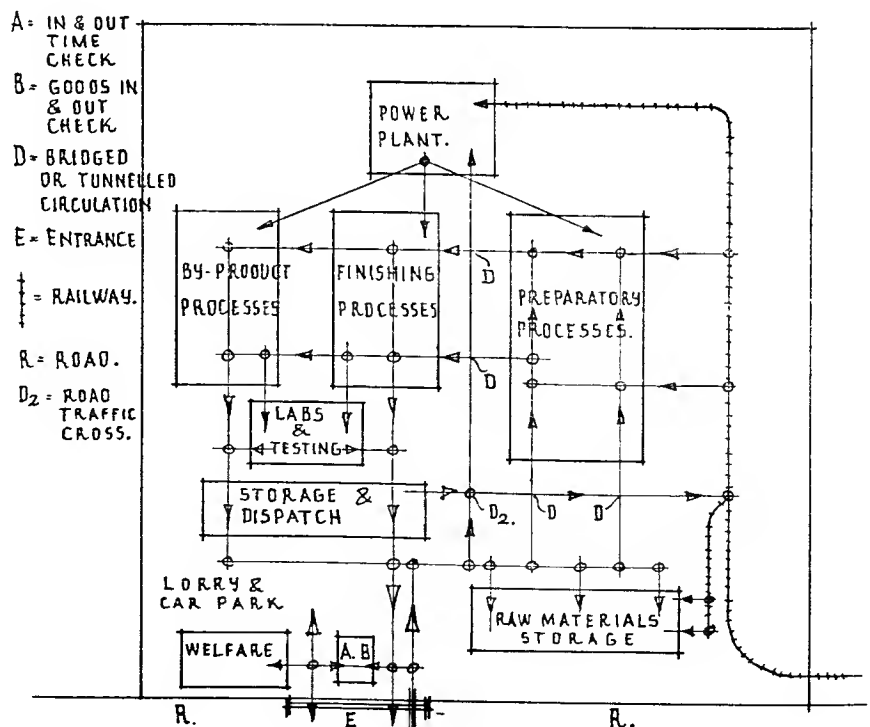 A = IN & OUT
TIME
CHECK
B = GOODS IN
& OUT
CHECK
D = BRIDGED
OR TUNNELLED
CIRCULATION
E = ENTRANCE
= RAILWAY.
R = ROAD.
D2 = ROAD
TRAFFIC
CROSS.
POWER
PLANT.
BY-PRODUCT
PROCESSES
FINISHING
PROCESSES
D
D
PREPARATORY
PROCESSES.
LABS
&
TESTING
STORAGE &
DISPATCH
D2.
D
D
LORRY &
CAR PARK
RAW MATERIALS
STORAGE
WELFARE
A.B
R.
E
R.